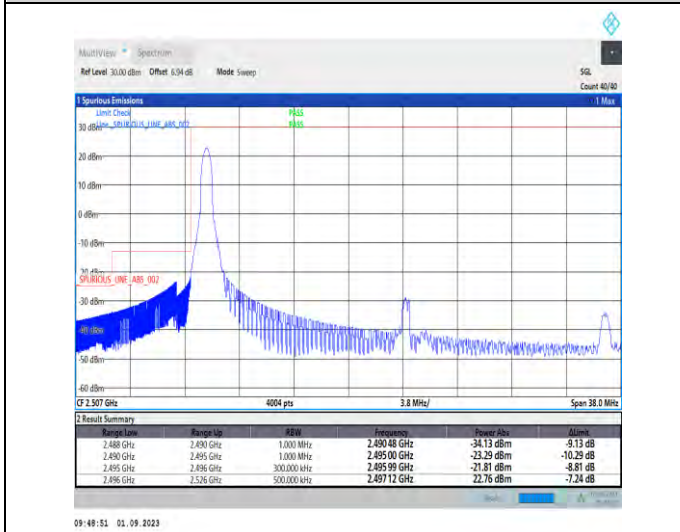 MultiView Spectrum
Ref Level 30.00 dBm Offset 6.94 dB Mode Sweep SGL
Count 40/40
1 Spurious Emissions 1 Max
Limit Check PASS
30 dBm Line _SPURIOUS_LINE_ABS_002 PASS
20 dBm
10 dBm
0 dBm
-10 dBm
-20 dBm
SPURIOUS_LINE_ABS_002
-30 dBm
-40 dBm
-50 dBm
-60 dBm
CF 2.507 GHz 4004 pts 3.8 MHz/ Span 38.0 MHz
2 Result Summary
Range Low Range Up RBW Frequency Power Abs ΔLimit
2.488 GHz 2.490 GHz 1.000 MHz 2.490 48 GHz -34.13 dBm -9.13 dB
2.490 GHz 2.495 GHz 1.000 MHz 2.495 00 GHz -23.29 dBm -10.29 dB
2.495 GHz 2.496 GHz 300.000 kHz 2.495 99 GHz -21.81 dBm -8.81 dB
2.496 GHz 2.526 GHz 500.000 kHz 2.497 12 GHz 22.76 dBm -7.24 dB
09:48:51 01.09.2023